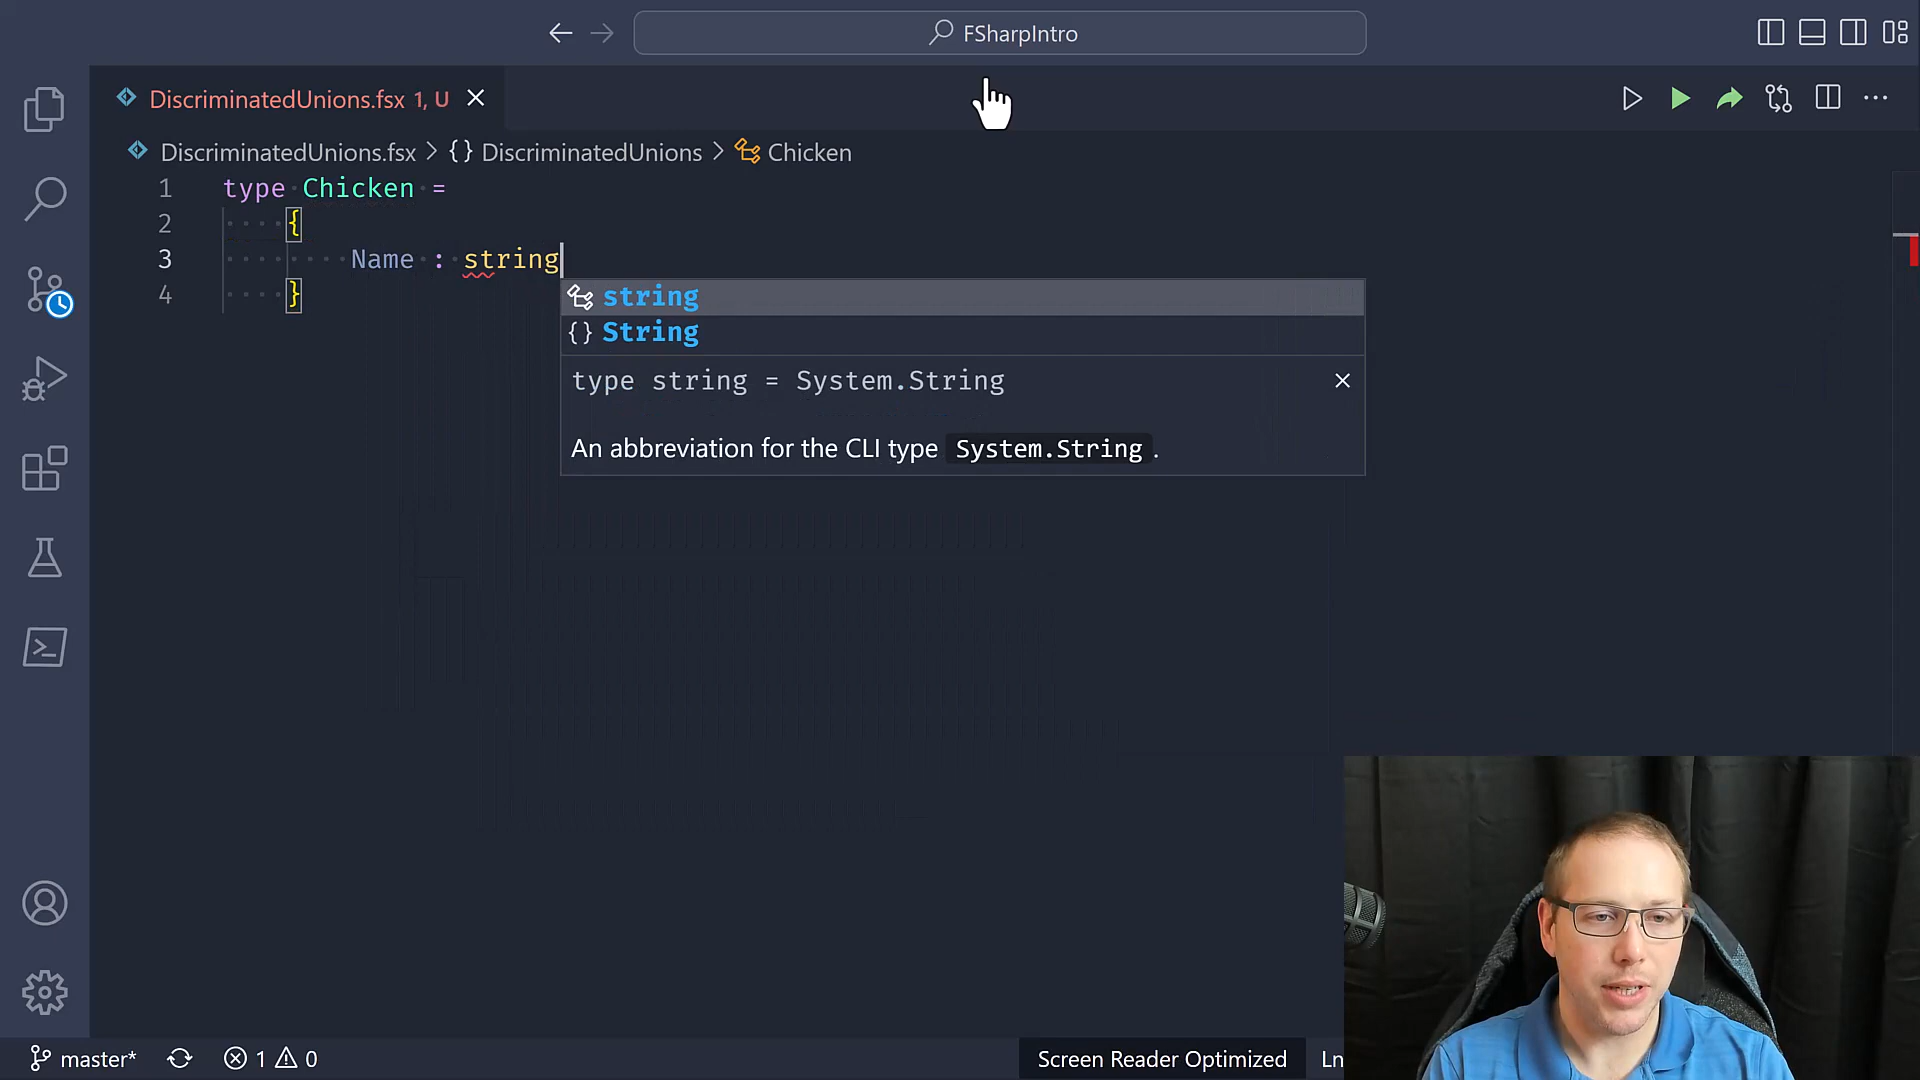 FSharpIntro
DiscriminatedUnions.fsx 1, U
DiscriminatedUnions.fsx > {} DiscriminatedUnions > Chicken
1 type Chicken =
2 {
3 Name : string
4 }
string
{} String
type string = System.String
An abbreviation for the CLI type System.String.
master* 1 0 Screen Reader Optimized Ln